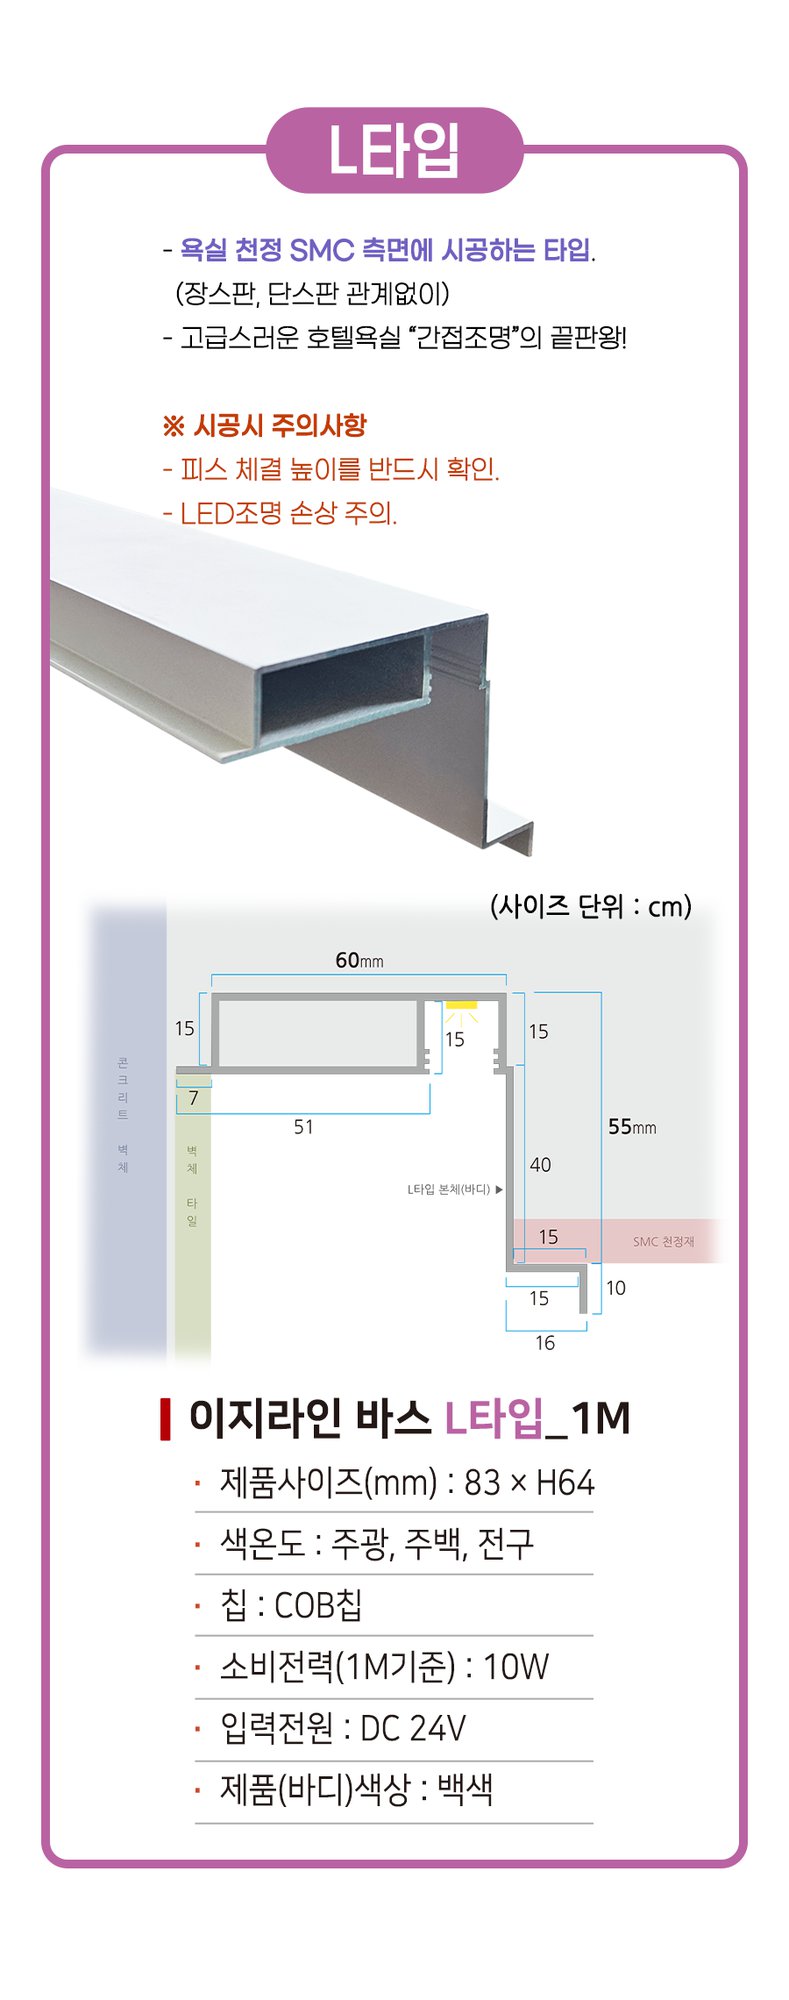 L타입
- 욕실 천정 SMC 측면에 시공하는 타입.
(장스판, 단스판 관계없이)
- 고급스러운 호텔욕실 “간접조명”의 끝판왕!
※ 시공시 주의사항
- 피스 체결 높이를 반드시 확인.
- LED조명 손상 주의.
(사이즈 단위 : cm)
60mm
15
15
15
7
51
콘크리트 벽체
벽체 타일
55mm
40
L타입 본체(바디) ▶
15
SMC 천정재
15
10
16
이지라인 바스 L타입_1M
· 제품사이즈(mm) : 83 × H64
· 색온도 : 주광, 주백, 전구
· 칩 : COB칩
· 소비전력(1M기준) : 10W
· 입력전원 : DC 24V
· 제품(바디)색상 : 백색